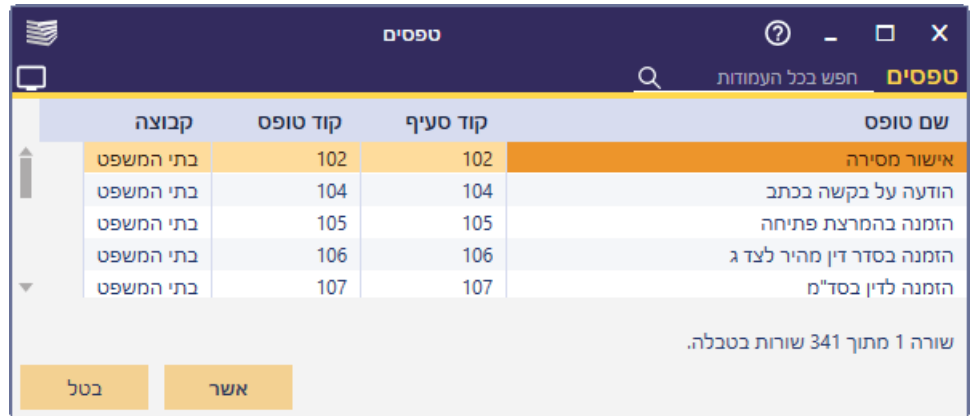 טפסים
טפסים חפש בכל העמודות
שם טופס קוד סעיף קוד טופס קבוצה
אישור מסירה 102 102 בתי המשפט
הודעה על בקשה בכתב 104 104 בתי המשפט
הזמנה בהמרצת פתיחה 105 105 בתי המשפט
הזמנה בסדר דין מהיר לצד ג 106 106 בתי המשפט
הזמנה לדין בסד"מ 107 107 בתי המשפט
שורה 1 מתוך 341 שורות בטבלה.
אשר בטל